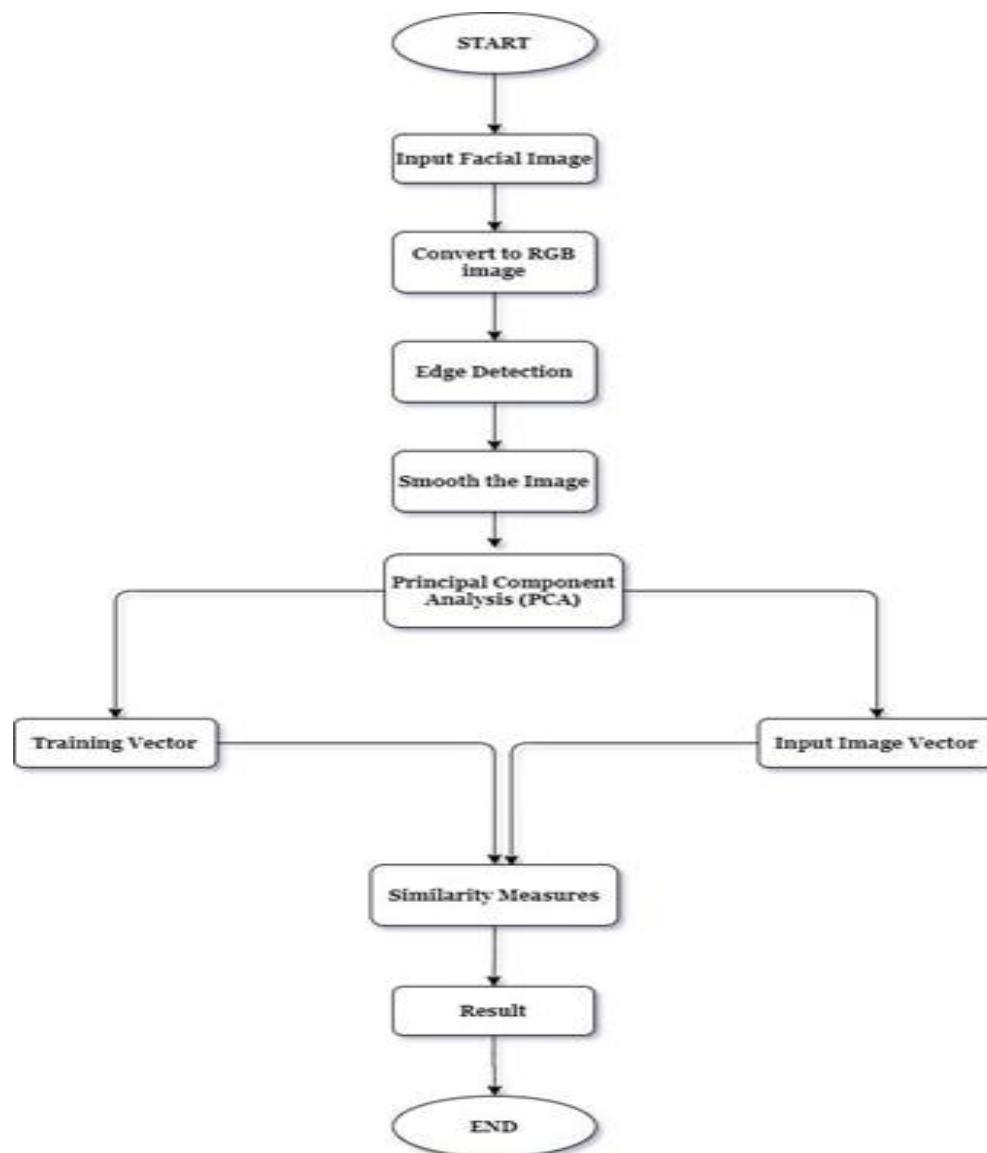 START
Input Facial Image
Convert to RGB
image
Edge Detection
Smooth the Image
Principal Component
Analysis (PCA)
Training Vector
Input Image Vector
Similarity Measures
Result
END